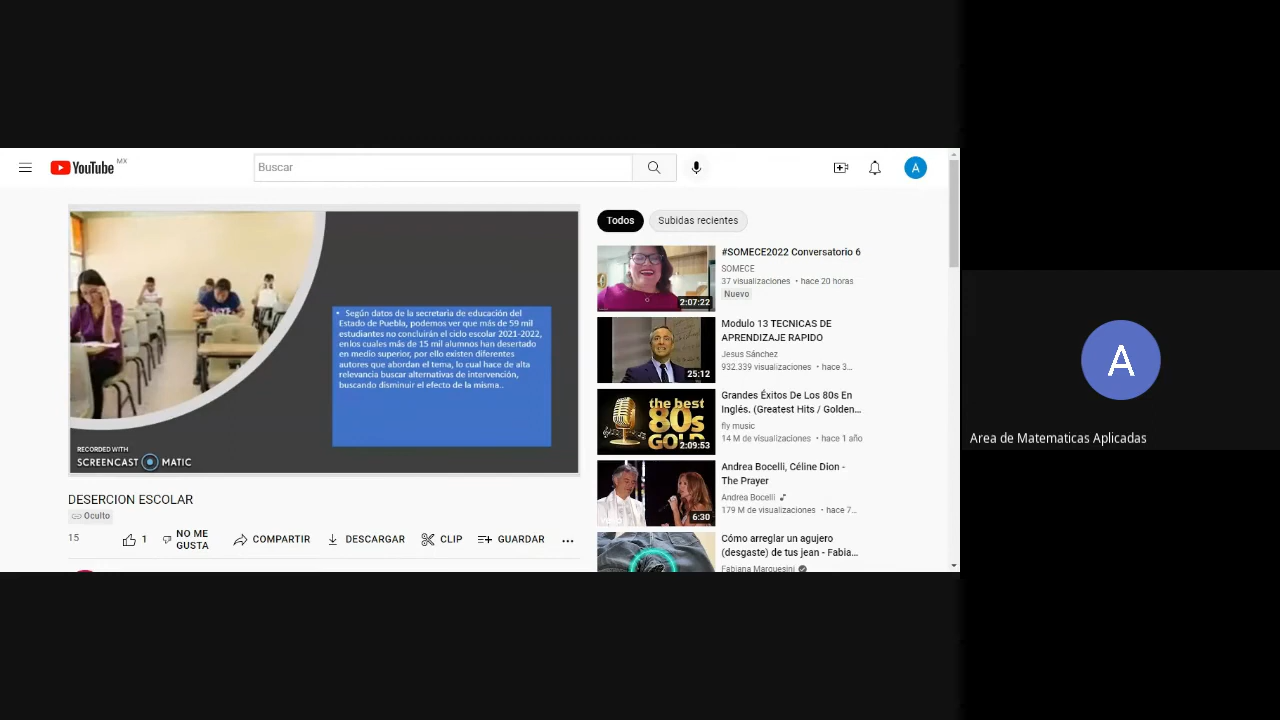 YouTube MX
Buscar
A
• Según datos de la secretaria de educación del
Estado de Puebla, podemos ver que más de 59 mil
estudiantes no concluirán el ciclo escolar 2021-2022,
en los cuales más de 15 mil alumnos han desertado
en medio superior, por ello existen diferentes
autores que abordan el tema, lo cual hace de alta
relevancia buscar alternativas de intervención,
buscando disminuir el efecto de la misma..
RECORDED WITH
SCREENCAST MATIC
DESERCION ESCOLAR
Oculto
15
1
NO ME
GUSTA
COMPARTIR
DESCARGAR
CLIP
GUARDAR
...
Todos
Subidas recientes
#SOMECE2022 Conversatorio 6
SOMECE
37 visualizaciones • hace 20 horas
Nuevo
2:07:22
Modulo 13 TECNICAS DE
APRENDIZAJE RAPIDO
Jesus Sánchez
932.339 visualizaciones • hace 3...
25:12
the best
80s
GOLD
2:09:53
Grandes Éxitos De Los 80s En
Inglés. (Greatest Hits / Golden...
fly music
14 M de visualizaciones • hace 1 año
Andrea Bocelli, Céline Dion -
The Prayer
Andrea Bocelli
179 M de visualizaciones • hace 7...
6:30
Cómo arreglar un agujero
(desgaste) de tus jean - Fabia...
Fabiana Marquesini
A
Area de Matematicas Aplicadas